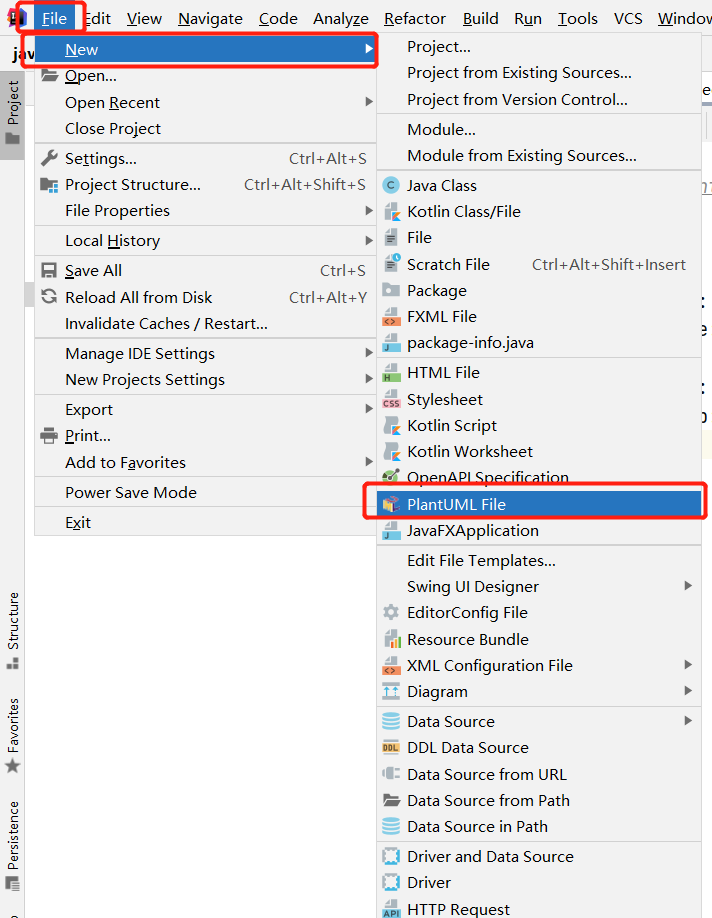 File Edit View Navigate Code Analyze Refactor Build Run Tools VCS Window
jav
New
Open...
Open Recent
Close Project
Settings... Ctrl+Alt+S
Project Structure... Ctrl+Alt+Shift+S
File Properties
Local History
Save All Ctrl+S
Reload All from Disk Ctrl+Alt+Y
Invalidate Caches / Restart...
Manage IDE Settings
New Projects Settings
Export
Print...
Add to Favorites
Power Save Mode
Exit
Project...
Project from Existing Sources...
Project from Version Control...
Module...
Module from Existing Sources...
Java Class
Kotlin Class/File
File
Scratch File Ctrl+Alt+Shift+Insert
Package
FXML File
package-info.java
HTML File
Stylesheet
Kotlin Script
Kotlin Worksheet
OpenAPI Specification
PlantUML File
JavaFXApplication
Edit File Templates...
Swing UI Designer
EditorConfig File
Resource Bundle
XML Configuration File
Diagram
Data Source
DDL Data Source
Data Source from URL
Data Source from Path
Data Source in Path
Driver and Data Source
Driver
HTTP Request
Project
Structure
Favorites
Persistence